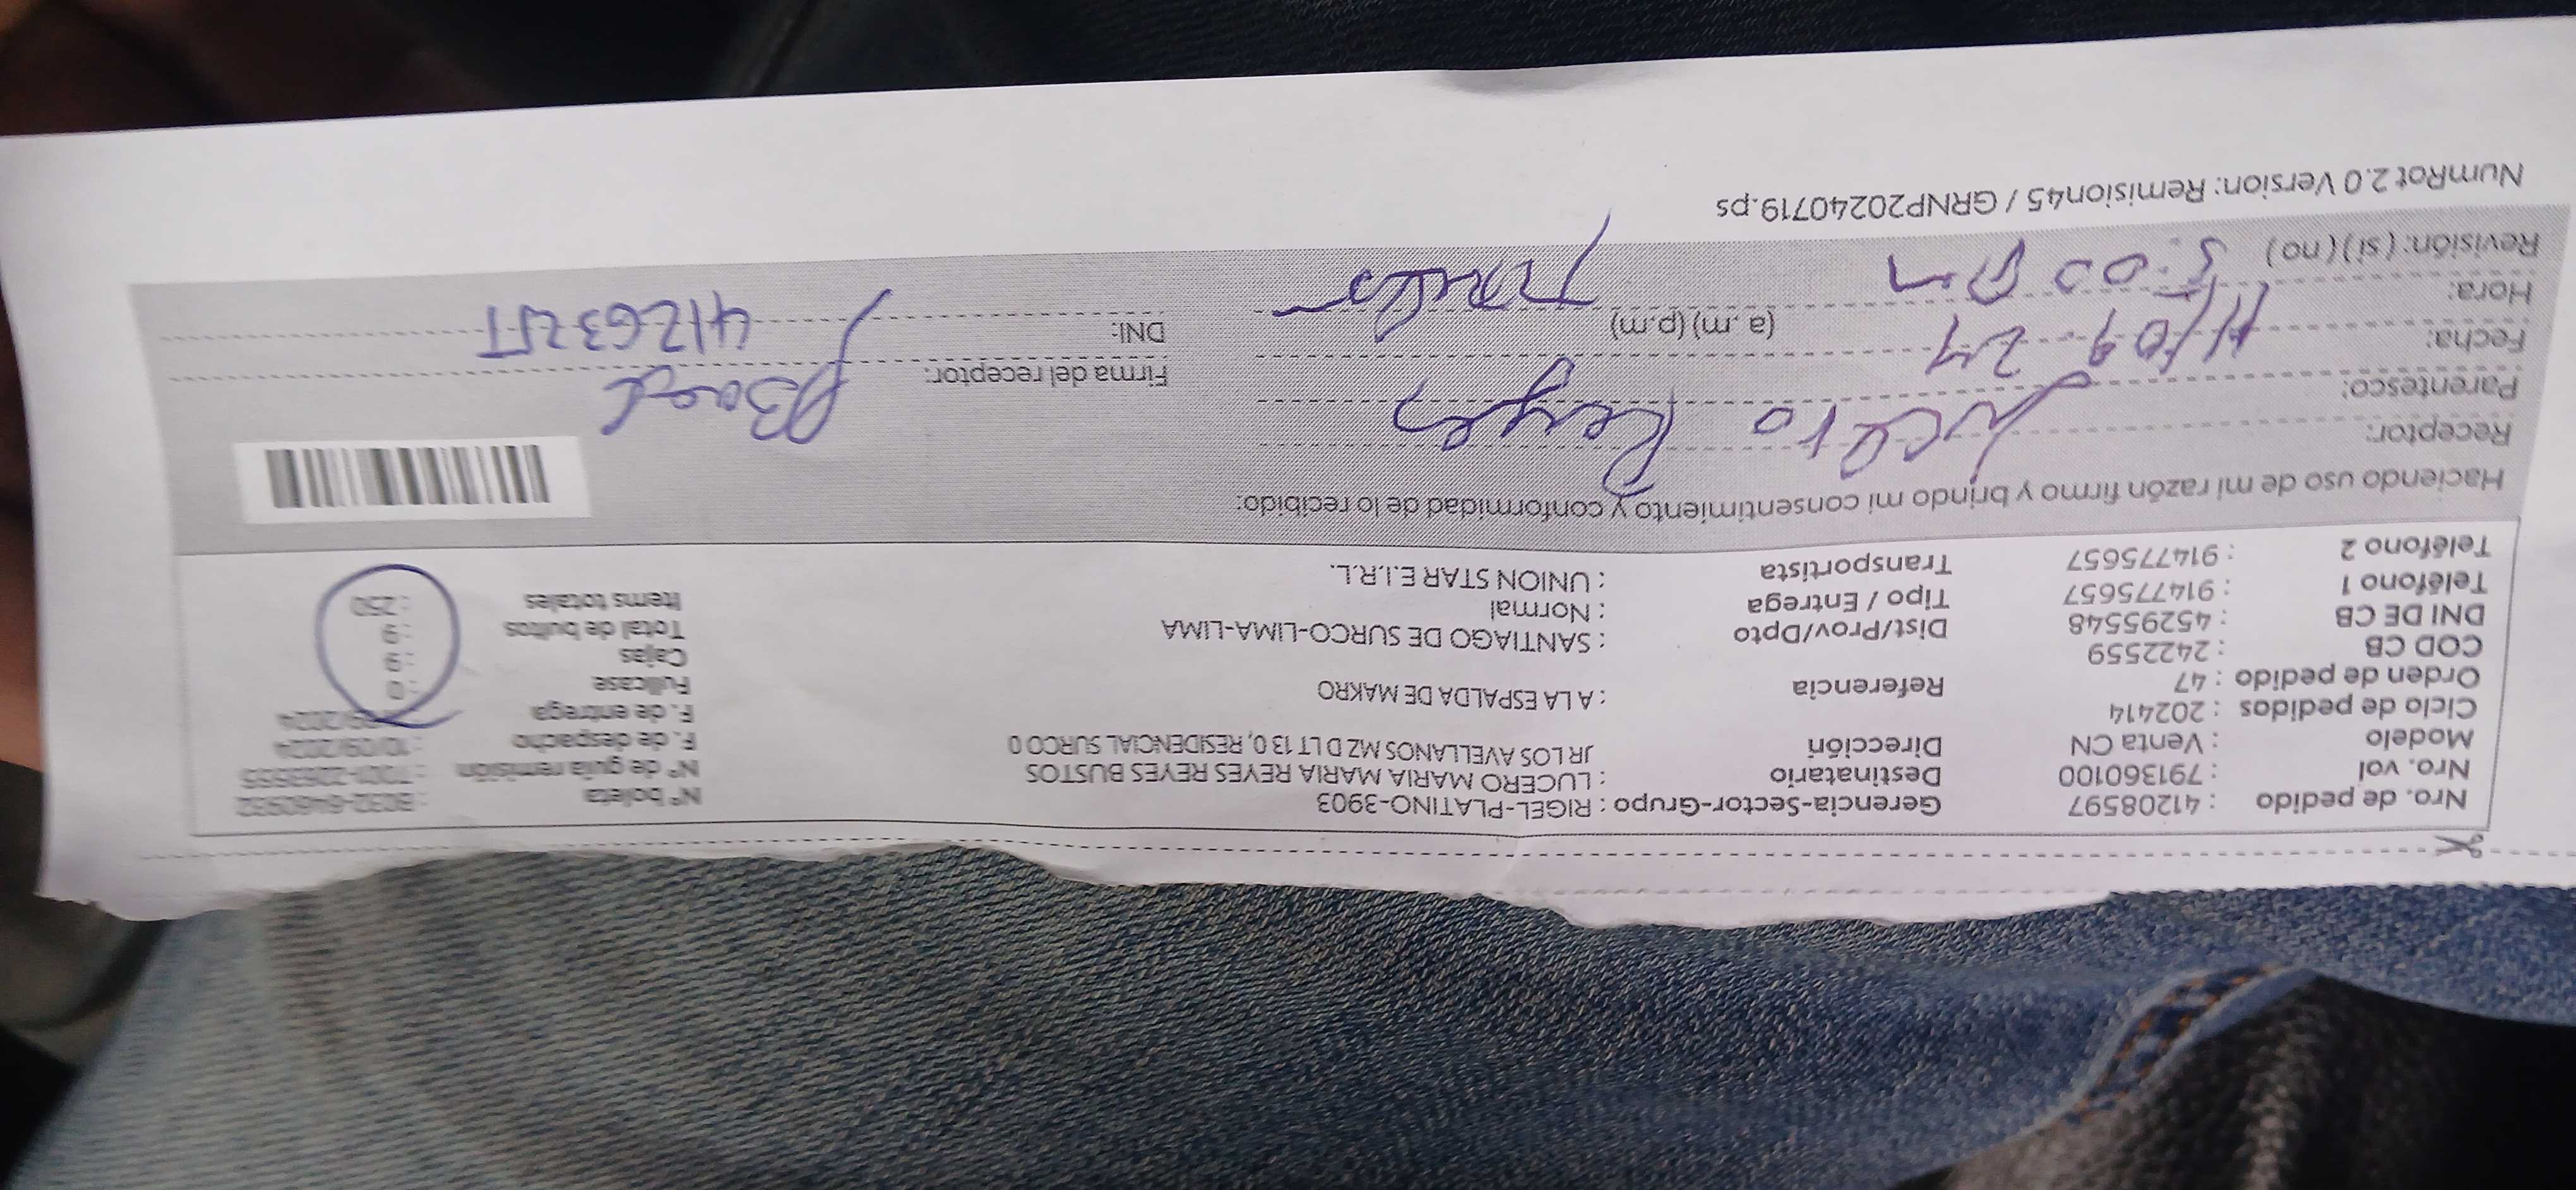 Nro. de pedido : 41208597 Gerencia-Sector-Grupo : RIGEL-PLATINO-3903 N° boleta
Nro. vol : 791360100 Destinatario : LUCERO MARIA MARIA REYES REYES BUSTOS N° de guía remisión
Modelo : Venta CN Dirección JR LOS AVELLANOS MZ D LT 13 0, RESIDENCIAL SURCO 0 F. de despacho : 10/09/2024
Ciclo de pedidos : 202414 F. de entrega /09/2024
Orden de pedido : 47 Referencia : A LA ESPALDA DE MAKRO Fullcase : 0
COD CB : 2422559 Cajas : 9
DNI DE CB : 45295548 Dist/Prov/Dpto : SANTIAGO DE SURCO-LIMA-LIMA Total de bultos : 9
Teléfono 1 : 914775657 Tipo / Entrega : Normal Items totales : 250
Teléfono 2 : 914775657 Transportista : UNION STAR E.I.R.L.
Haciendo uso de mi razón firmo y brindo mi consentimiento y conformidad de lo recibido:
Receptor: Reyes
Parentesco: Firma del receptor:
Fecha: 11/09-24
Hora: 5:00 pm (a.m) (p.m) DNI:
Revisión: (si) (no)
NumRot 2.0 Version: Remision45 / GRNP20240719.ps